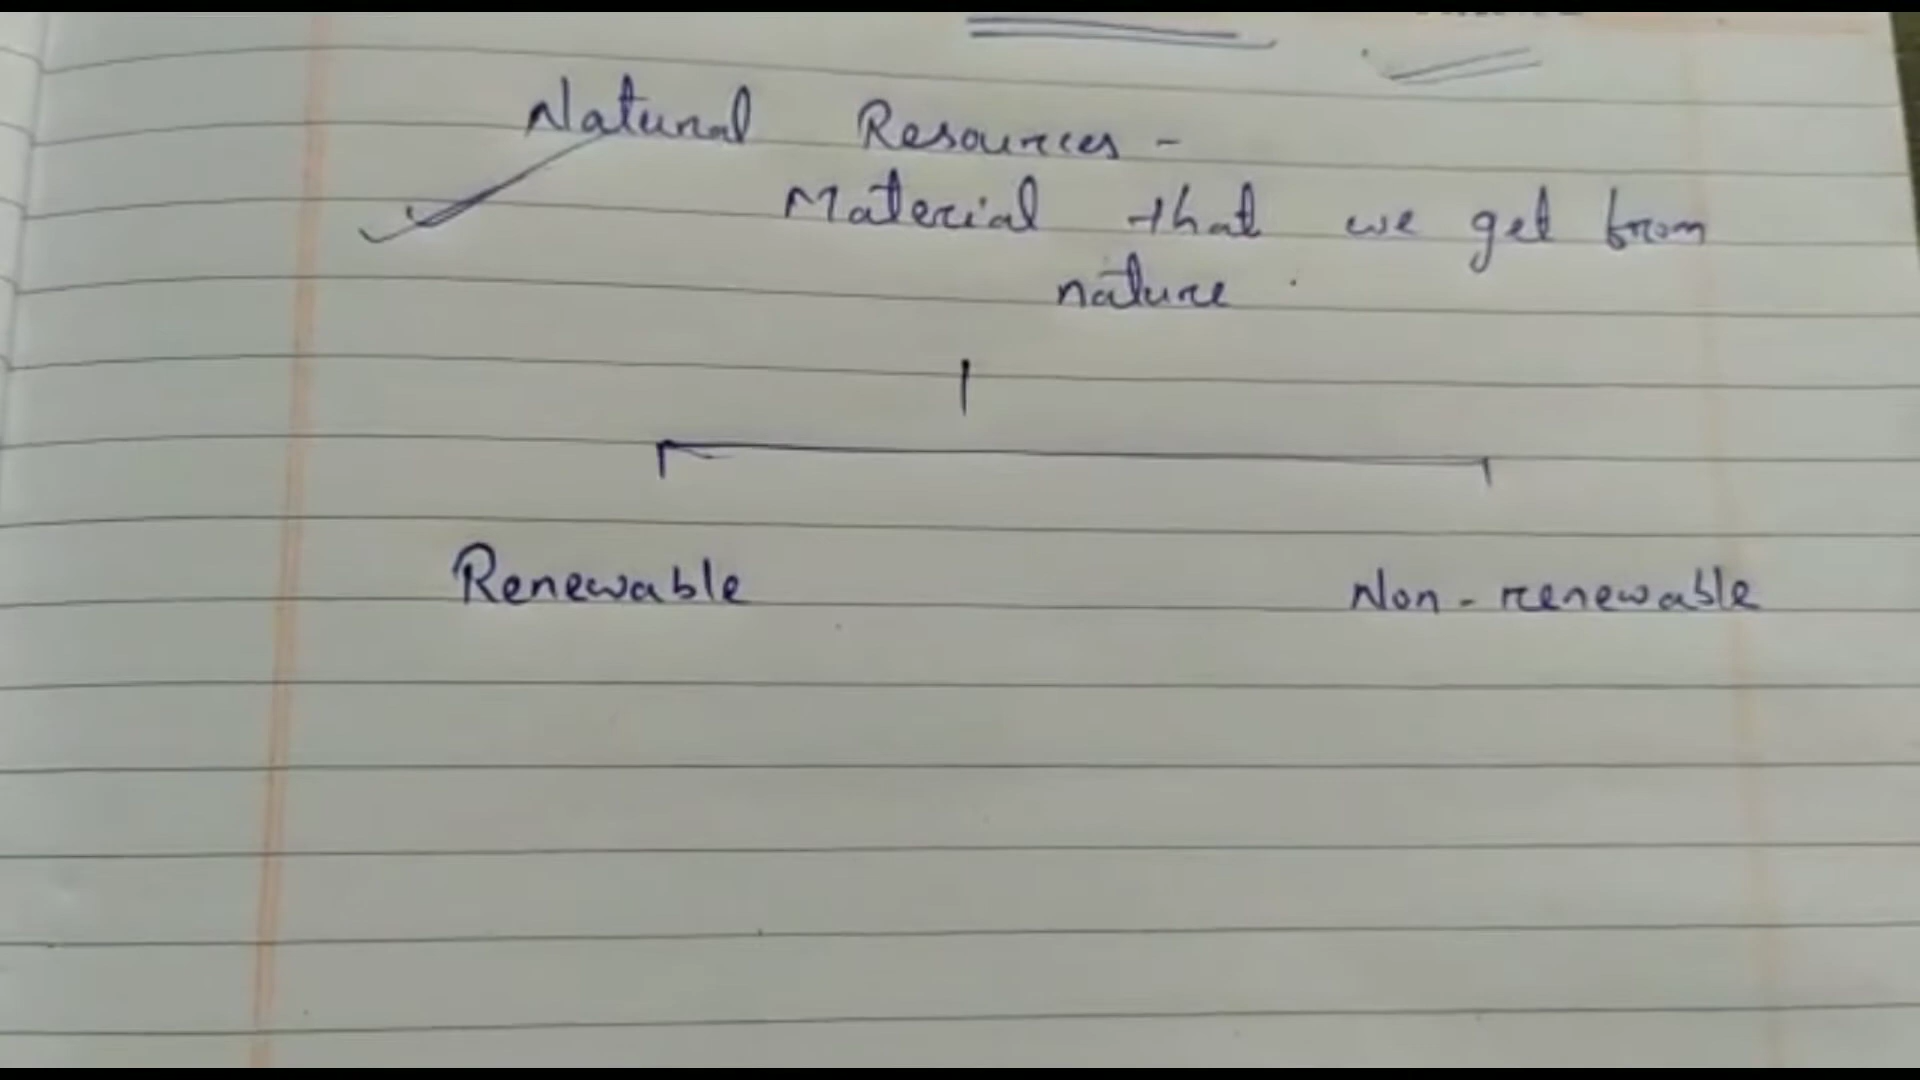 Natural Resources -
Material that we get from
nature.
Renewable
Non-renewable